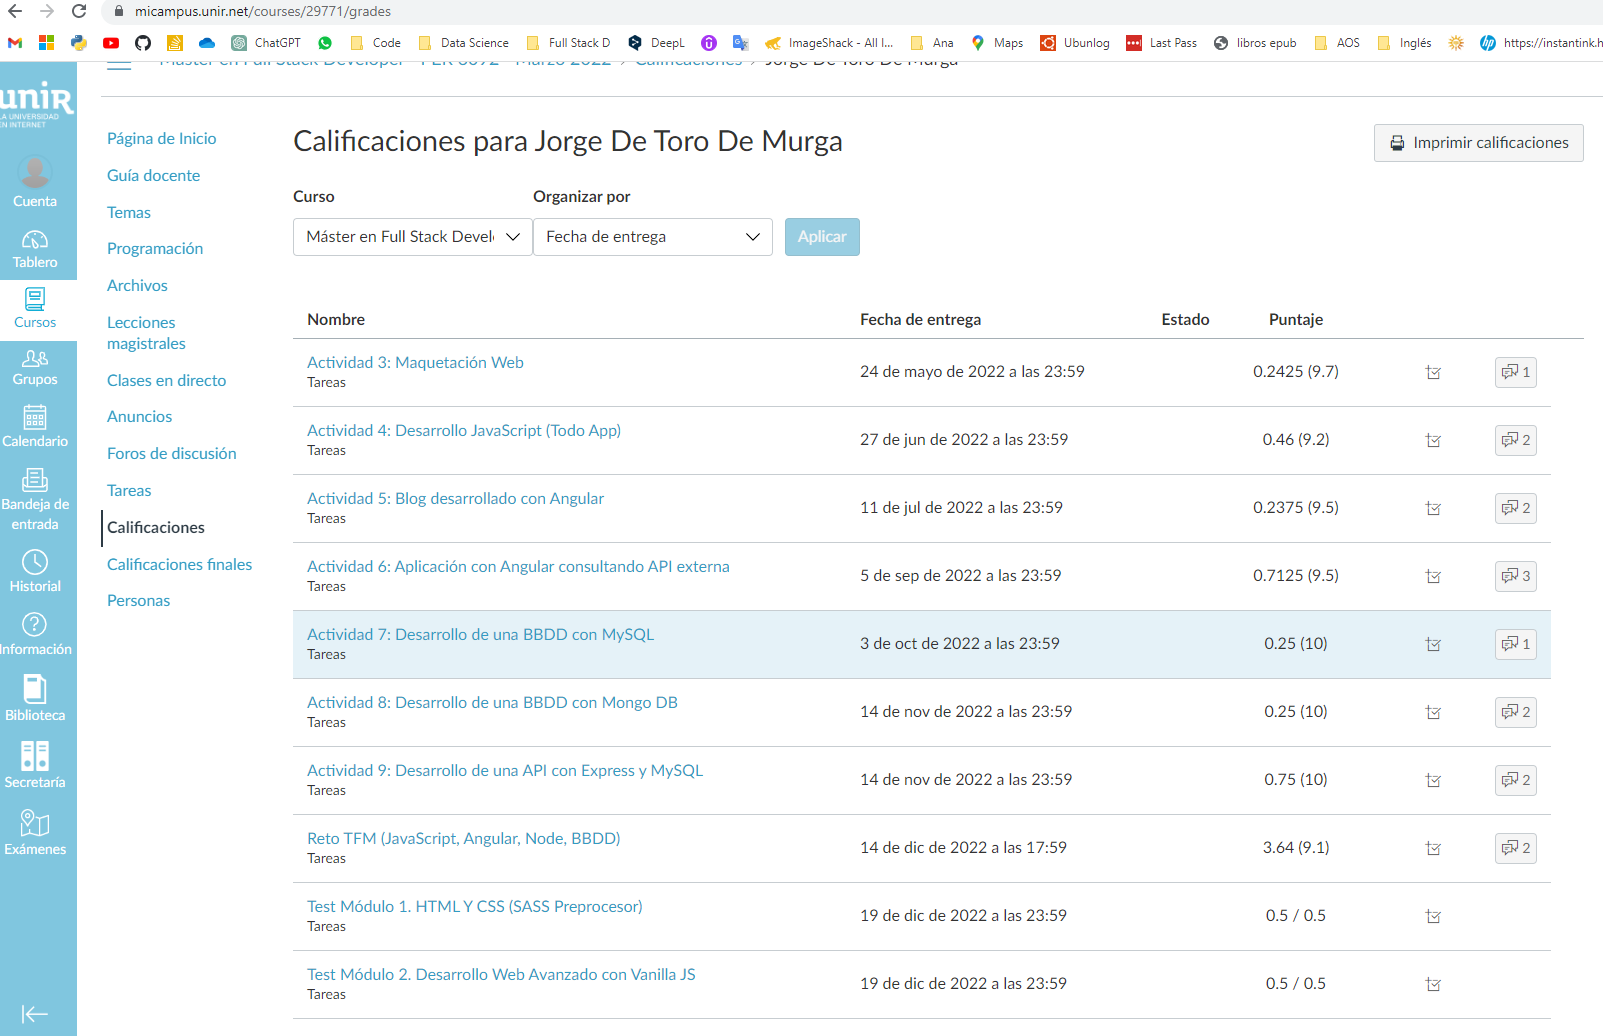 micampus.unir.net/courses/29771/grades
ChatGPT
Code
Data Science
Full Stack D
DeepL
ImageShack - All I...
Ana
Maps
Ubunlog
Last Pass
libros epub
AOS
Inglés
https://instantink.h
Máster en Full Stack Developer - PER 6092 - Marzo 2022 > Calificaciones > Jorge De Toro De Murga
unir
LA UNIVERSIDAD
EN INTERNET
Cuenta
Tablero
Cursos
Grupos
Calendario
Bandeja de
entrada
Historial
Información
Biblioteca
Secretaría
Exámenes
Página de Inicio
Guía docente
Temas
Programación
Archivos
Lecciones
magistrales
Clases en directo
Anuncios
Foros de discusión
Tareas
Calificaciones
Calificaciones finales
Personas
Calificaciones para Jorge De Toro De Murga
Imprimir calificaciones
Curso
Organizar por
Máster en Full Stack Devel
Fecha de entrega
Aplicar
Nombre Fecha de entrega Estado Puntaje
Actividad 3: Maquetación Web
Tareas
24 de mayo de 2022 a las 23:59
0.2425 (9.7)
1
Actividad 4: Desarrollo JavaScript (Todo App)
Tareas
27 de jun de 2022 a las 23:59
0.46 (9.2)
2
Actividad 5: Blog desarrollado con Angular
Tareas
11 de jul de 2022 a las 23:59
0.2375 (9.5)
2
Actividad 6: Aplicación con Angular consultando API externa
Tareas
5 de sep de 2022 a las 23:59
0.7125 (9.5)
3
Actividad 7: Desarrollo de una BBDD con MySQL
Tareas
3 de oct de 2022 a las 23:59
0.25 (10)
1
Actividad 8: Desarrollo de una BBDD con Mongo DB
Tareas
14 de nov de 2022 a las 23:59
0.25 (10)
2
Actividad 9: Desarrollo de una API con Express y MySQL
Tareas
14 de nov de 2022 a las 23:59
0.75 (10)
2
Reto TFM (JavaScript, Angular, Node, BBDD)
Tareas
14 de dic de 2022 a las 17:59
3.64 (9.1)
2
Test Módulo 1. HTML Y CSS (SASS Preprocesor)
Tareas
19 de dic de 2022 a las 23:59
0.5 / 0.5
Test Módulo 2. Desarrollo Web Avanzado con Vanilla JS
Tareas
19 de dic de 2022 a las 23:59
0.5 / 0.5